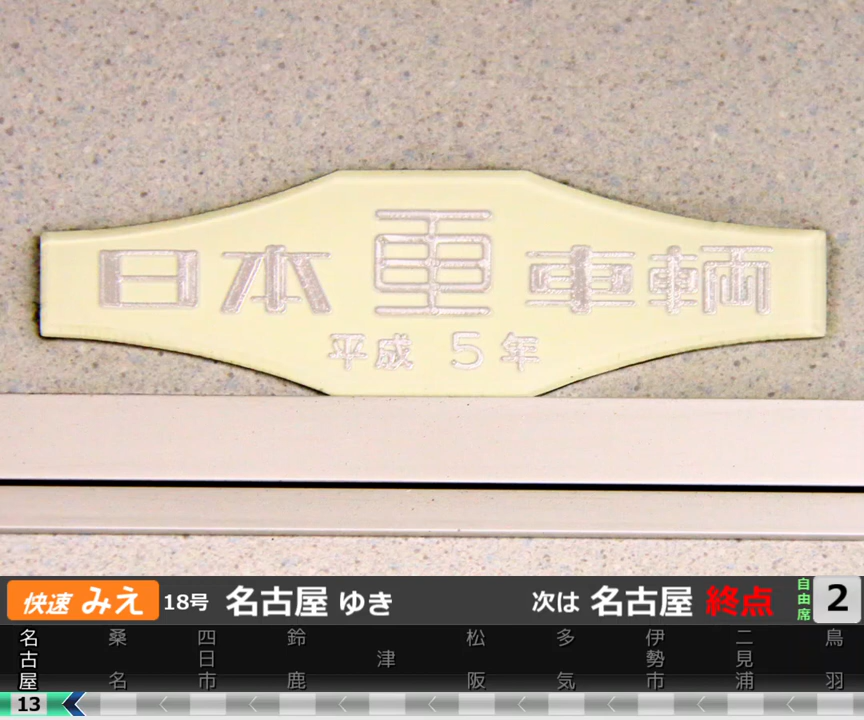 日本車車輌
平成 5 年
快速 みえ 18号 名古屋 ゆき 次は 名古屋 終点 自由席 2
名古屋 桑名 四日市 鈴鹿 津 松阪 多気 伊勢市 二見浦 鳥羽
13